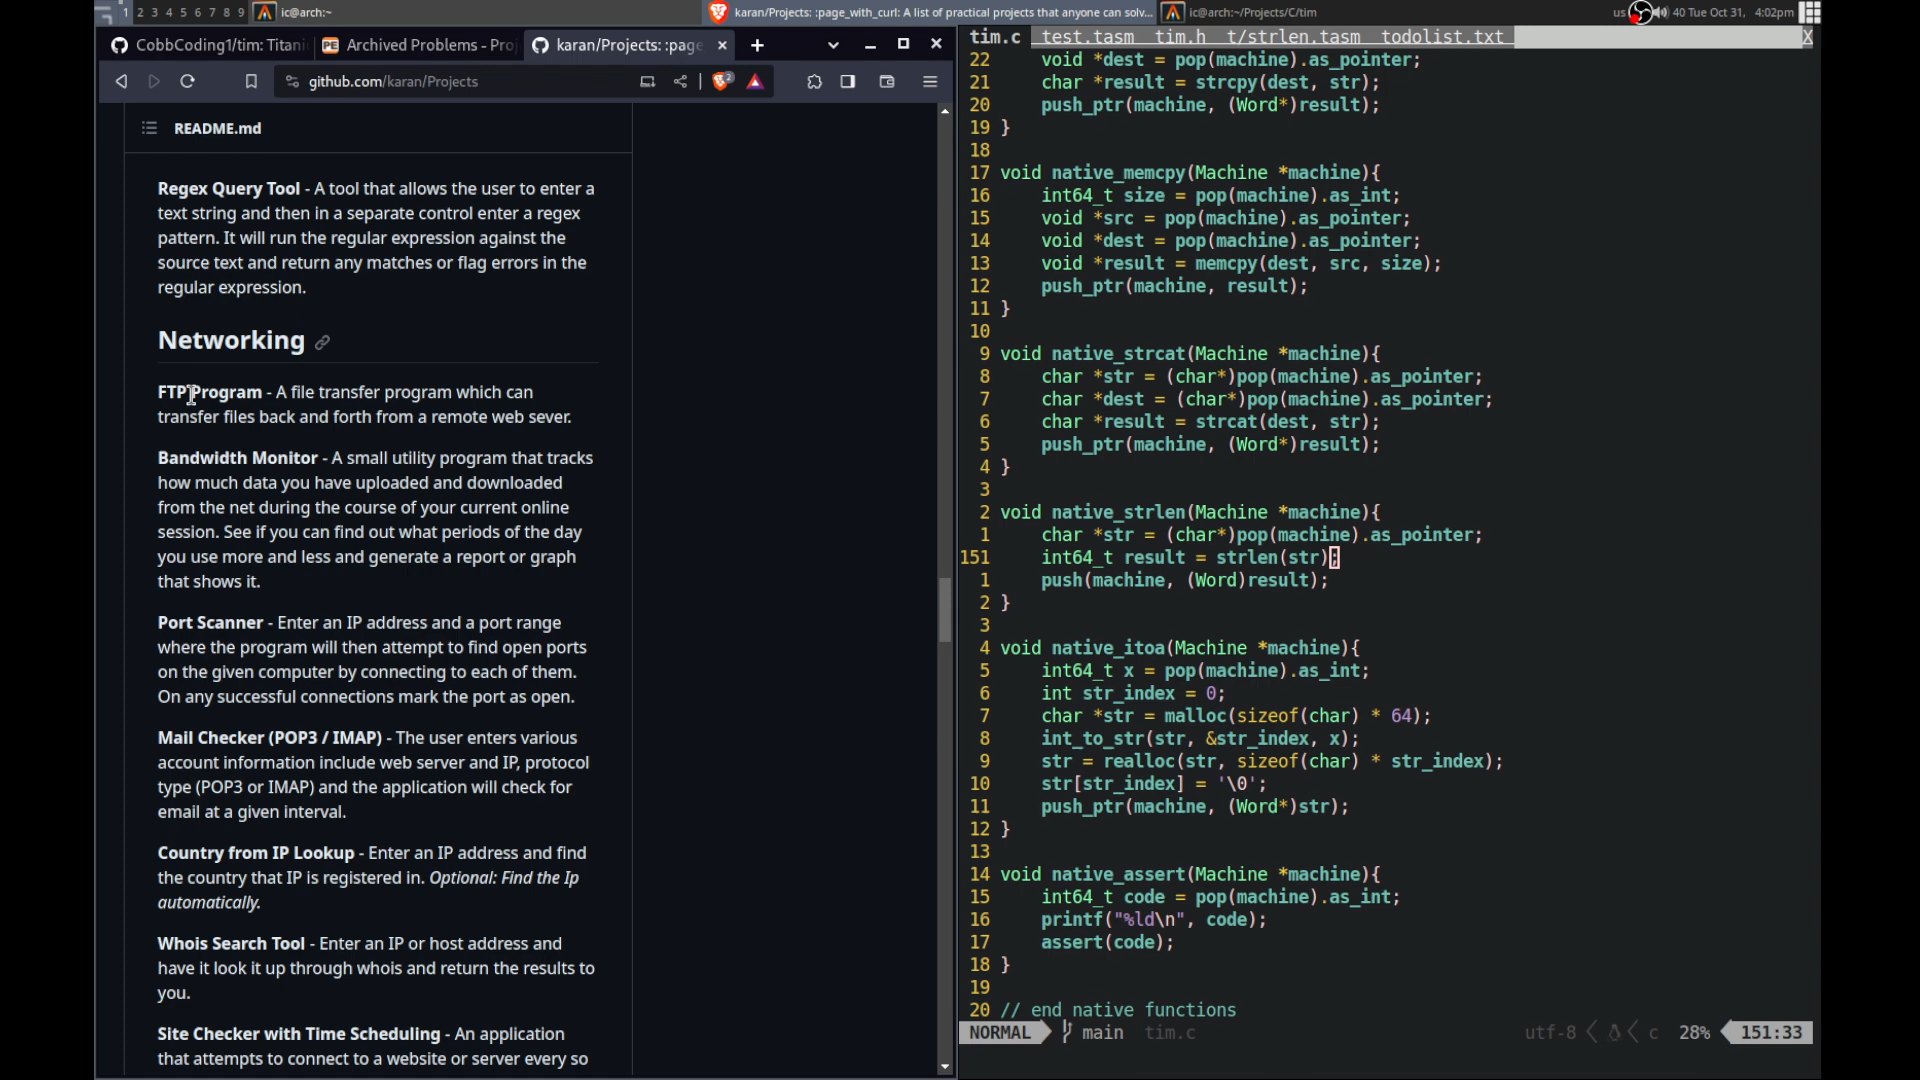 1 2 3 4 5 6 7 8 9 ic@arch:~ karan/Projects: :page_with_curl: A list of practical projects that anyone can solv... ic@arch:~/Projects/C/tim us 40 Tue Oct 31, 4:02pm
CobbCoding1/tim: Titani
PE Archived Problems - Proj
karan/Projects: :page
github.com/karan/Projects
2
README.md
Regex Query Tool - A tool that allows the user to enter a
text string and then in a separate control enter a regex
pattern. It will run the regular expression against the
source text and return any matches or flag errors in the
regular expression.
Networking
FTP Program - A file transfer program which can
transfer files back and forth from a remote web sever.
Bandwidth Monitor - A small utility program that tracks
how much data you have uploaded and downloaded
from the net during the course of your current online
session. See if you can find out what periods of the day
you use more and less and generate a report or graph
that shows it.
Port Scanner - Enter an IP address and a port range
where the program will then attempt to find open ports
on the given computer by connecting to each of them.
On any successful connections mark the port as open.
Mail Checker (POP3 / IMAP) - The user enters various
account information include web server and IP, protocol
type (POP3 or IMAP) and the application will check for
email at a given interval.
Country from IP Lookup - Enter an IP address and find
the country that IP is registered in. Optional: Find the Ip
automatically.
Whois Search Tool - Enter an IP or host address and
have it look it up through whois and return the results to
you.
Site Checker with Time Scheduling - An application
that attempts to connect to a website or server every so
tim.c test.tasm tim.h t/strlen.tasm todolist.txt X
22 void *dest = pop(machine).as_pointer;
21 char *result = strcpy(dest, str);
20 push_ptr(machine, (Word*)result);
19 }
18
17 void native_memcpy(Machine *machine){
16 int64_t size = pop(machine).as_int;
15 void *src = pop(machine).as_pointer;
14 void *dest = pop(machine).as_pointer;
13 void *result = memcpy(dest, src, size);
12 push_ptr(machine, result);
11 }
10
9 void native_strcat(Machine *machine){
8 char *str = (char*)pop(machine).as_pointer;
7 char *dest = (char*)pop(machine).as_pointer;
6 char *result = strcat(dest, str);
5 push_ptr(machine, (Word*)result);
4 }
3
2 void native_strlen(Machine *machine){
1 char *str = (char*)pop(machine).as_pointer;
151 int64_t result = strlen(str);
1 push(machine, (Word)result);
2 }
3
4 void native_itoa(Machine *machine){
5 int64_t x = pop(machine).as_int;
6 int str_index = 0;
7 char *str = malloc(sizeof(char) * 64);
8 int_to_str(str, &str_index, x);
9 str = realloc(str, sizeof(char) * str_index);
10 str[str_index] = '\0';
11 push_ptr(machine, (Word*)str);
12 }
13
14 void native_assert(Machine *machine){
15 int64_t code = pop(machine).as_int;
16 printf("%ld\n", code);
17 assert(code);
18 }
19
20 // end native functions
NORMAL main tim.c utf-8 c 28% 151:33